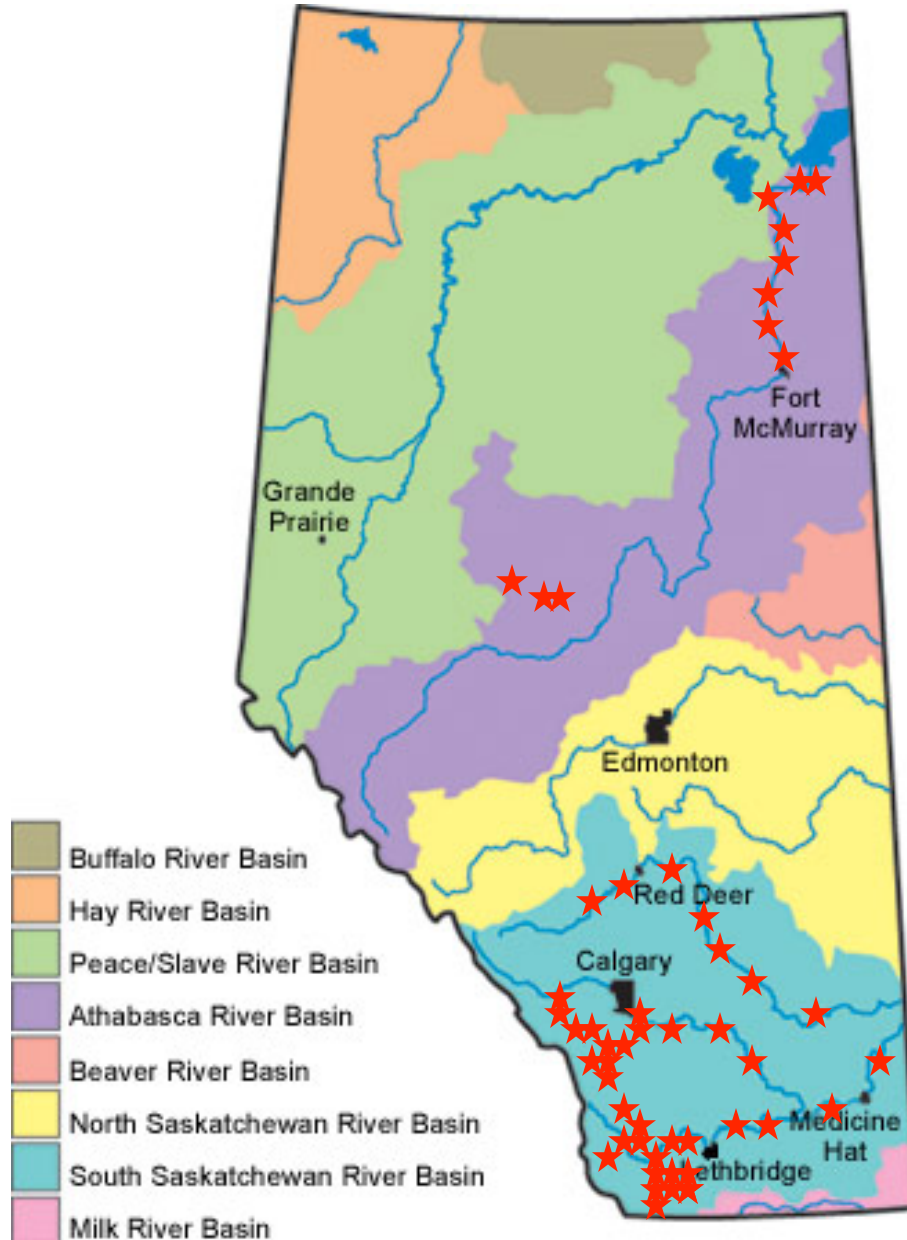 Fort
McMurray
Grande
Prairie
Edmonton
Buffalo River Basin
Hay River Basin
Red Deer
Peace/Slave River Basin
Calgary
Athabasca River Basin
Beaver River Basin
North Saskatchewan River Basin
Medicine
Hat
South Saskatchewan River Basin
ethbridge
Milk River Basin